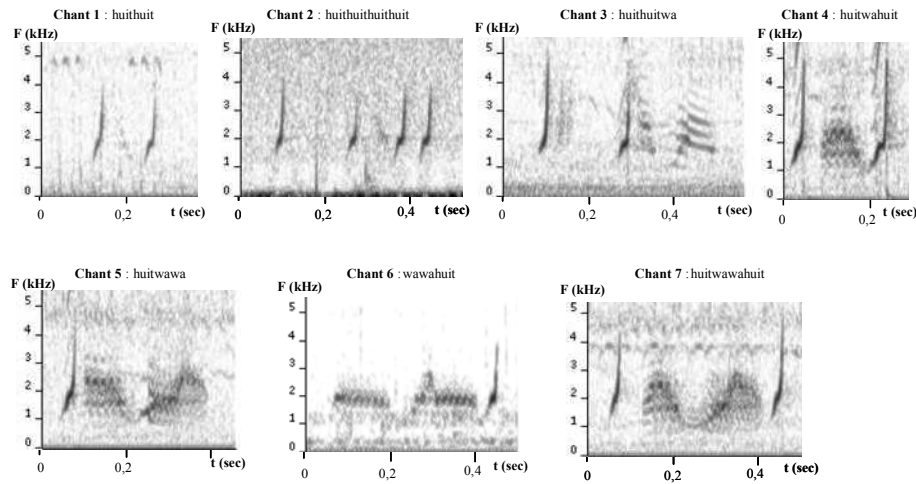 Chant 1 : huithuit
F (kHz)
5
4
3
2
1
0
0
0,2
t (sec)
Chant 2 : huithuithuithuit
F (kHz)
5
4
3
2
1
0
0
0,2
0,4
t (sec)
Chant 3 : huithuitwa
F (kHz)
5
4
3
2
1
0
0
0,2
0,4
t (sec)
Chant 4 : huitwahuit
F (kHz)
5
4
3
2
1
0
0
0,2
t (sec)
Chant 5 : huitwawa
F (kHz)
5
4
3
2
1
0
0
0,2
t (sec)
Chant 6 : wawahuit
F (kHz)
5
4
3
2
1
0
0
0,2
0,4
t (sec)
Chant 7 : huitwawahuit
F (kHz)
5
4
3
2
1
0
0
0,2
0,4
t (sec)